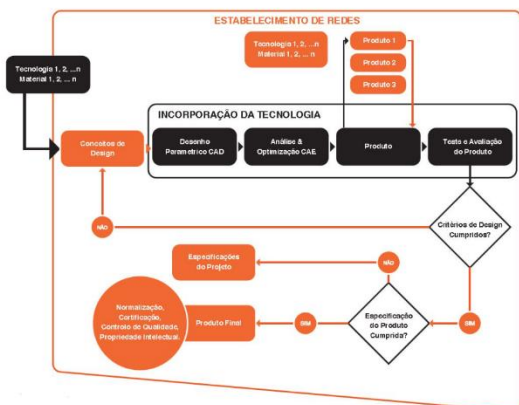 ESTABELECIMENTO DE REDES
Tecnologia 1, 2, ...n
Material 1, 2, ... n
Tecnologia 1, 2, ...n
Material 1, 2, ... n
Produto 1
Produto 2
Produto 3
INCORPORAÇÃO DA TECNOLOGIA
Conceitos de
Design
Desenho
Parametrico CAD
Análise &
Optimização CAE
Produto
Teste e Avaliação
do Produto
Critérios de Design
Cumpridos?
NÃO
Especificações
do Projeto
NÃO
Normalização,
Certificação,
Controlo de Qualidade,
Propriedade Intelectual.
Produto Final
SIM
Especificação
do Produto
Cumprida?
SIM